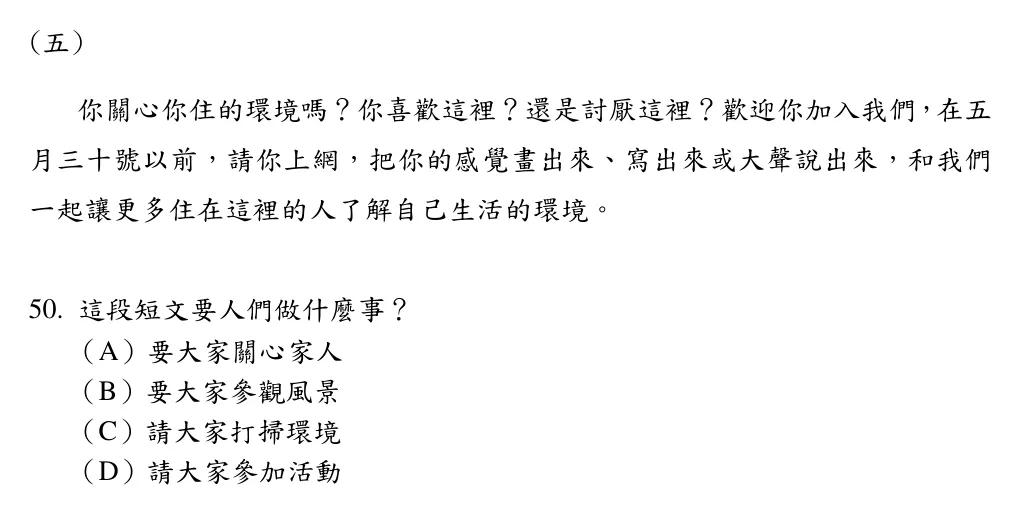 （五）
你關心你住的環境嗎？你喜歡這裡？還是討厭這裡？歡迎你加入我們，在五
月三十號以前，請你上網，把你的感覺畫出來、寫出來或大聲說出來，和我們
一起讓更多住在這裡的人了解自己生活的環境。
50. 這段短文要人們做什麼事？
（A）要大家關心家人
（B）要大家參觀風景
（C）請大家打掃環境
（D）請大家參加活動